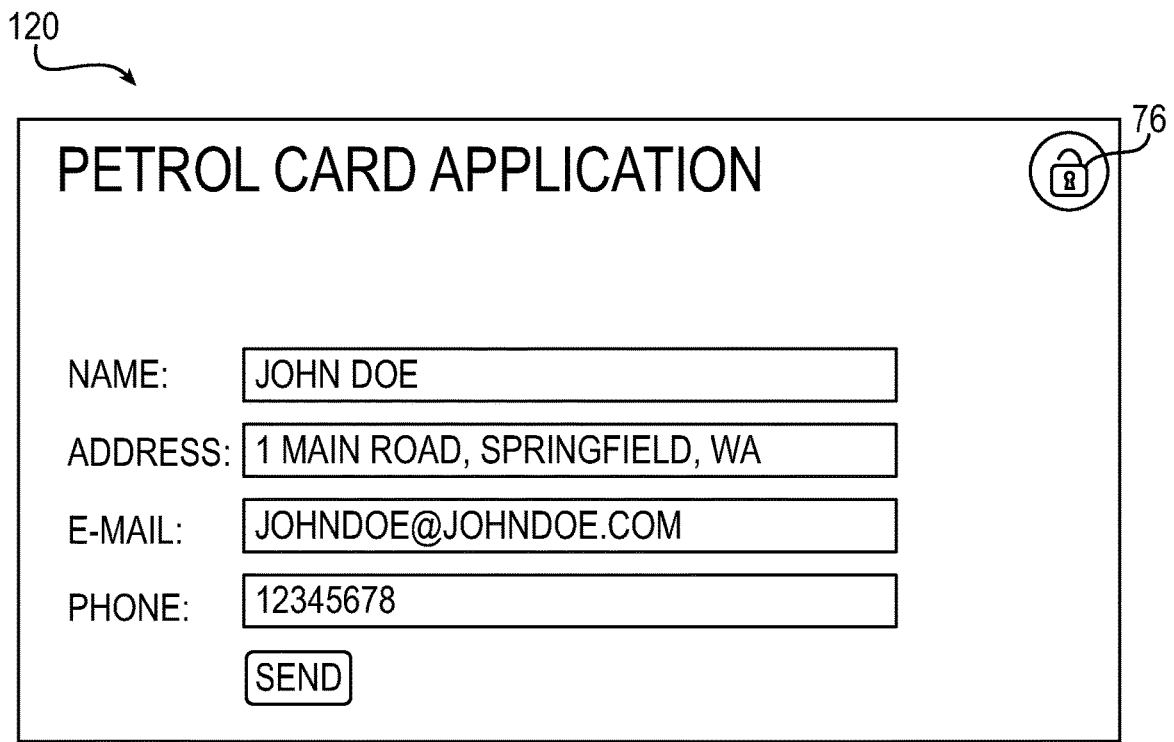 120
76
PETROL CARD APPLICATION
NAME: JOHN DOE
ADDRESS: 1 MAIN ROAD, SPRINGFIELD, WA
E-MAIL: JOHNDOE@JOHNDOE.COM
PHONE: 12345678
SEND